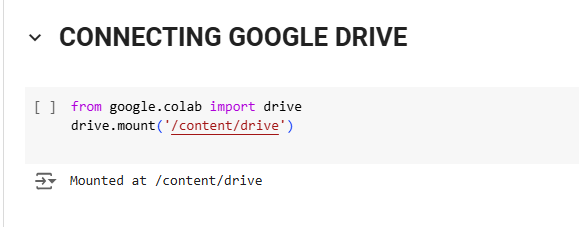 CONNECTING GOOGLE DRIVE
[ ] from google.colab import drive
drive.mount('/content/drive')
Mounted at /content/drive